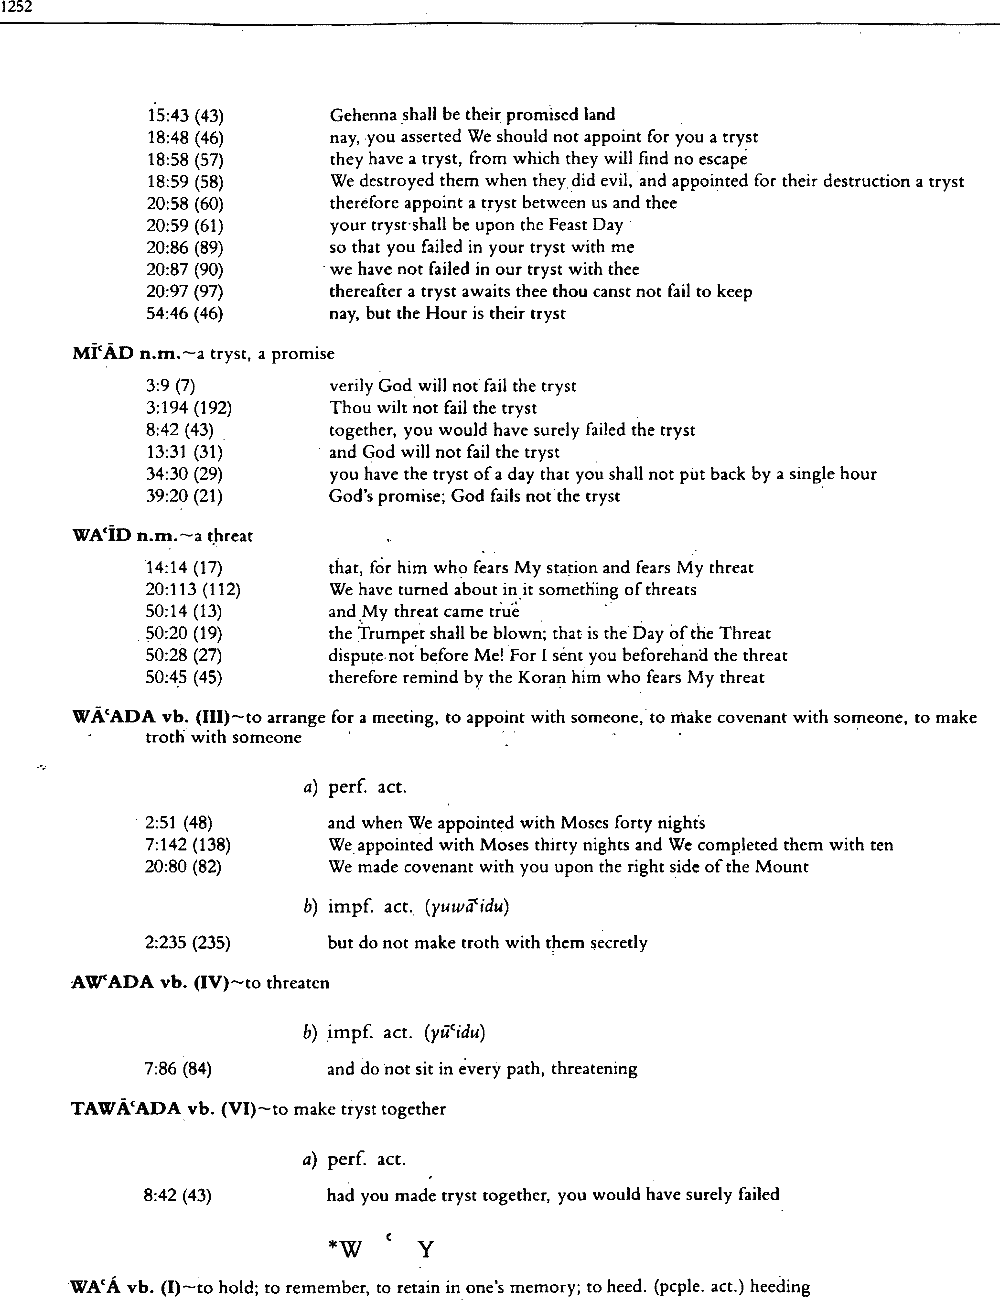 1252
15:43 (43) Gehenna shall be their promised land
18:48 (46) nay, you asserted We should not appoint for you a tryst
18:58 (57) they have a tryst, from which they will find no escape
18:59 (58) We destroyed them when they did evil, and appointed for their destruction a tryst
20:58 (60) therefore appoint a tryst between us and thee
20:59 (61) your tryst shall be upon the Feast Day
20:86 (89) so that you failed in your tryst with me
20:87 (90) we have not failed in our tryst with thee
20:97 (97) thereafter a tryst awaits thee thou canst not fail to keep
54:46 (46) nay, but the Hour is their tryst
MĪʿĀD n.m.~a tryst, a promise
3:9 (7) verily God will not fail the tryst
3:194 (192) Thou wilt not fail the tryst
8:42 (43) together, you would have surely failed the tryst
13:31 (31) and God will not fail the tryst
34:30 (29) you have the tryst of a day that you shall not put back by a single hour
39:20 (21) God's promise; God fails not the tryst
WAʿĪD n.m.~a threat
14:14 (17) that, for him who fears My station and fears My threat
20:113 (112) We have turned about in it something of threats
50:14 (13) and My threat came true
50:20 (19) the Trumpet shall be blown; that is the Day of the Threat
50:28 (27) dispute not before Me! For I sent you beforehand the threat
50:45 (45) therefore remind by the Koran him who fears My threat
WĀʿADA vb. (III)~to arrange for a meeting, to appoint with someone, to make covenant with someone, to make
troth with someone
a) perf. act.
2:51 (48) and when We appointed with Moses forty nights
7:142 (138) We appointed with Moses thirty nights and We completed them with ten
20:80 (82) We made covenant with you upon the right side of the Mount
b) impf. act. (yuwāʿidu)
2:235 (235) but do not make troth with them secretly
AWʿADA vb. (IV)~to threaten
b) impf. act. (yūʿidu)
7:86 (84) and do not sit in every path, threatening
TAWĀʿADA vb. (VI)~to make tryst together
a) perf. act.
8:42 (43) had you made tryst together, you would have surely failed
*W ʿ Y
WAʿÁ vb. (I)~to hold; to remember, to retain in one's memory; to heed. (pcple. act.) heeding